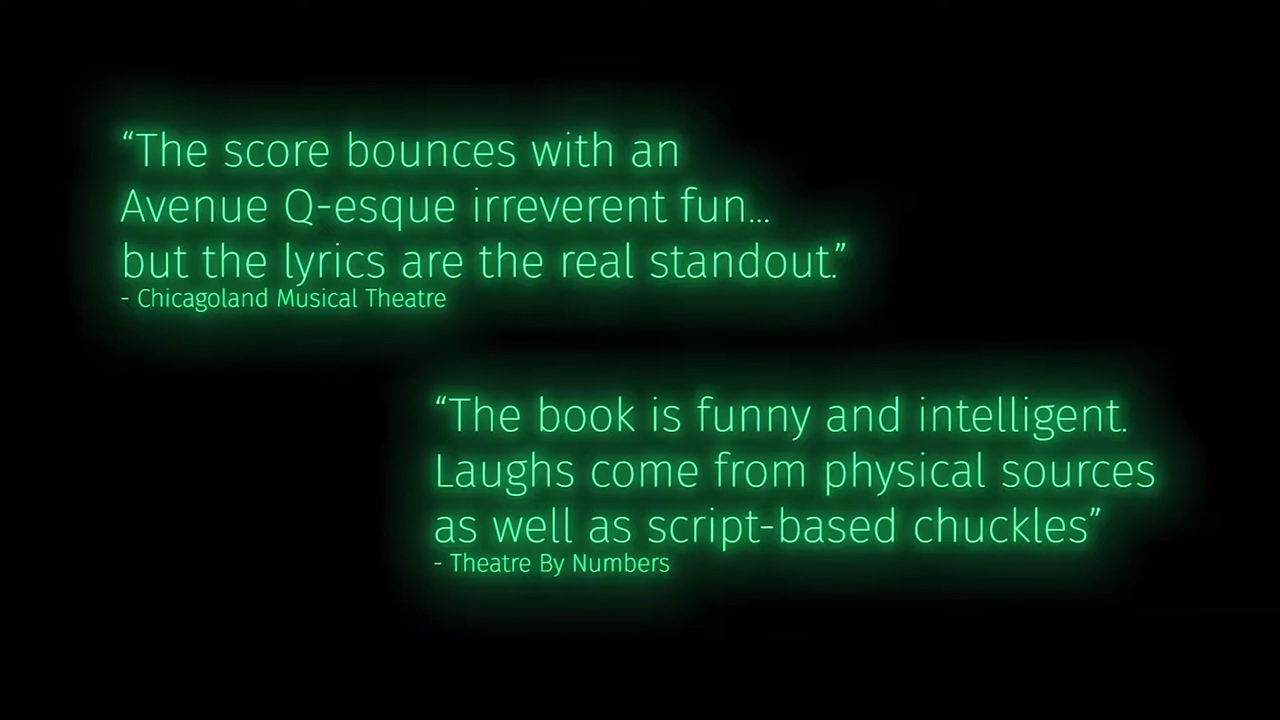 “The score bounces with an
Avenue Q-esque irreverent fun...
but the lyrics are the real standout.”
- Chicagoland Musical Theatre
“The book is funny and intelligent.
Laughs come from physical sources
as well as script-based chuckles”
- Theatre By Numbers